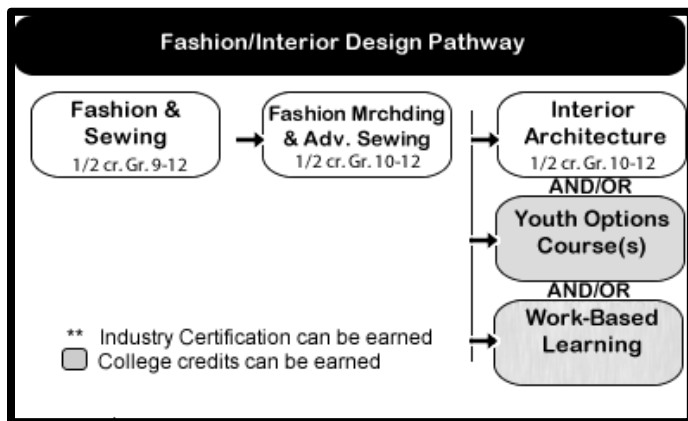 Fashion/Interior Design Pathway
Fashion &
Sewing
1/2 cr. Gr. 9-12
Fashion Mrchding
& Adv. Sewing
1/2 cr. Gr. 10-12
Interior
Architecture
1/2 cr. Gr. 10-12
AND/OR
Youth Options
Course(s)
AND/OR
Work-Based
Learning
** Industry Certification can be earned
College credits can be earned